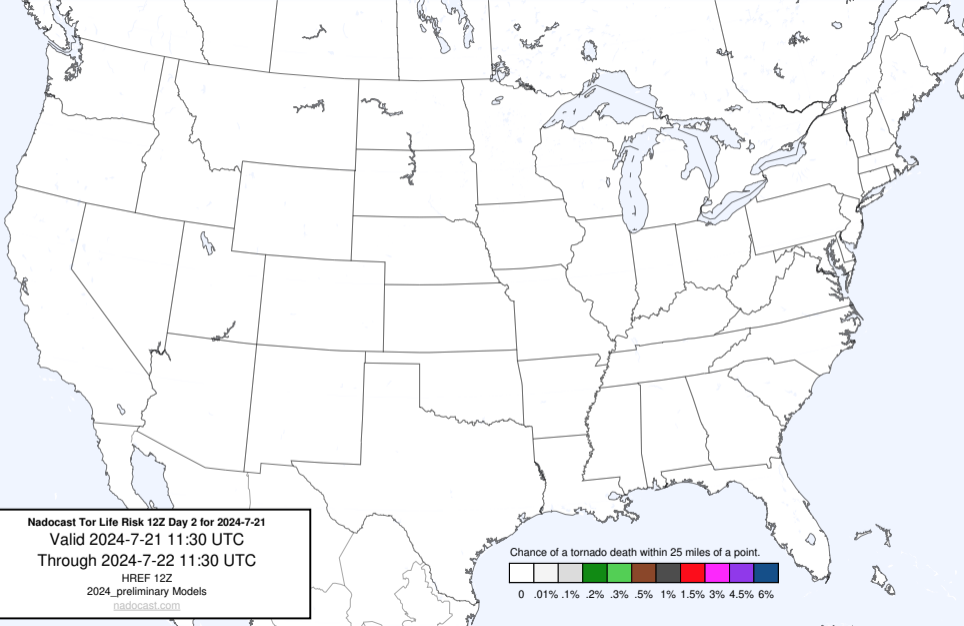 Nadocast Tor Life Risk 12Z Day 2 for 2024-7-21
Valid 2024-7-21 11:30 UTC
Through 2024-7-22 11:30 UTC
HREF 12Z
2024_preliminary Models
nadocast.com
Chance of a tornado death within 25 miles of a point.
0 .01% .1% .2% .3% .5% 1% 1.5% 3% 4.5% 6%